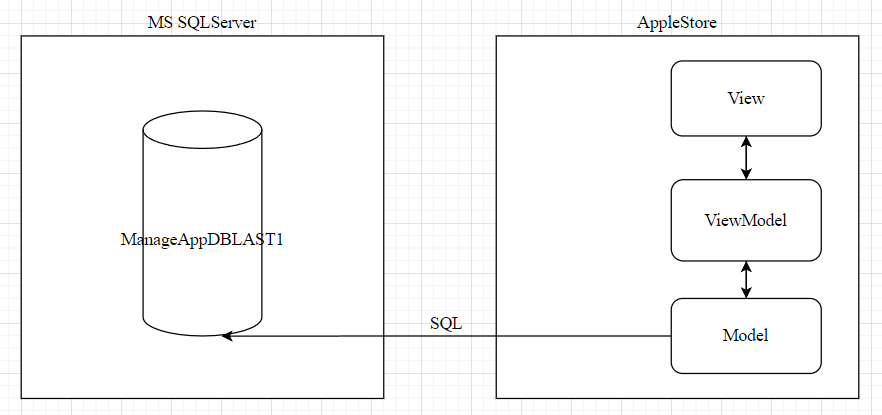 MS SQLServer
AppleStore
View
ManageAppDBLAST1
ViewModel
SQL
Model